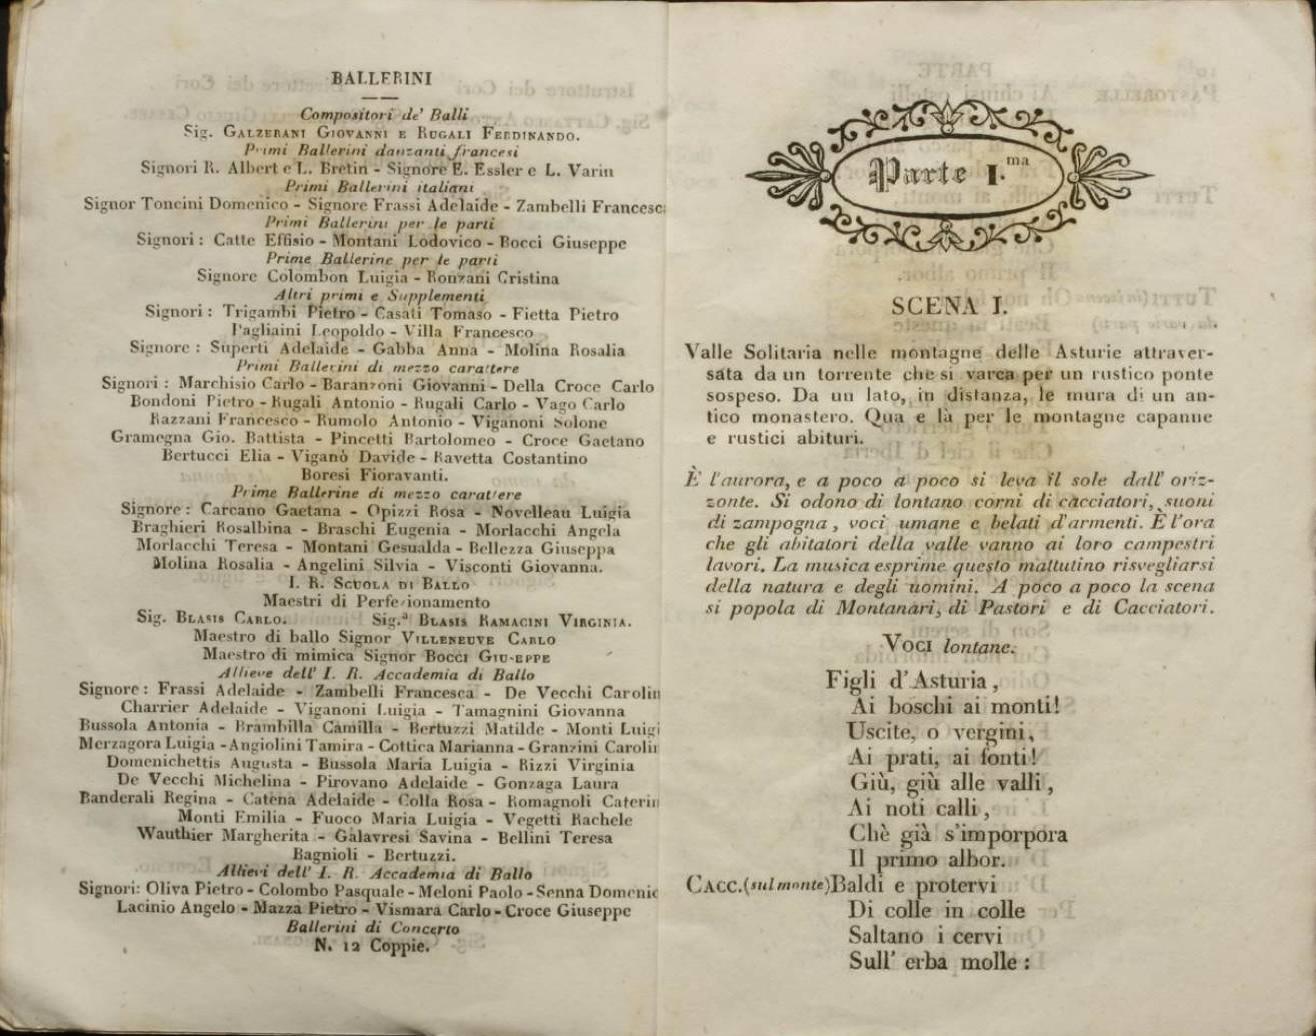 BALLERINI
Compositori de' Balli
Sig. GALZERANI GIOVANNI E RUGALI FERDINANDO.
Primi Ballerini danzanti francesi
Signori R. Albert e L. Bretin - Signore E. Essler e L. Varin
Primi Ballerini italiani
Signor Toncini Domenico - Signore Frassi Adelaide - Zambelli Francesc
Primi Ballerini per le parti
Signori : Catte Effisio - Montani Lodovico - Bocci Giuseppe
Prime Ballerine per le parti
Signore Colombon Luigia - Ronzani Cristina
Altri primi e Supplementi
Signori : Trigambi Pietro - Casati Tomaso - Fietta Pietro
Pagliaini Leopoldo - Villa Francesco
Signore : Superti Adelaide - Gabba Anna - Molina Rosalia
Primi Ballerini di mezzo carattere
Signori : Marchisio Carlo - Baranzoni Giovanni - Della Croce Carlo
Bondoni Pietro - Rugali Antonio - Rugali Carlo - Vago Carlo
Razzani Francesco - Rumolo Antonio - Viganoni Solone
Gramegna Gio. Battista - Pincetti Bartolomeo - Croce Gaetano
Bertucci Elia - Viganò Davide - Ravetta Costantino
Boresi Fioravanti.
Prime Ballerine di mezzo carattere
Signore : Carcano Gaetana - Opizzi Rosa - Novelleau Luigia
Braghieri Rosalbina - Braschi Eugenia - Morlacchi Angela
Morlacchi Teresa - Montani Gesualda - Bellezza Giuseppa
Molina Rosalia - Angelini Silvia - Visconti Giovanna.
I. R. SCUOLA DI BALLO
Maestri di Perfezionamento
Sig. BLASIS CARLO. Sig.ª BLASIS RAMACINI VIRGINIA.
Maestro di ballo Signor VILLENEUVE CARLO
Maestro di mimica Signor BOCCI GIUSEPPE
Allieve dell' I. R. Accademia di Ballo
Signore : Frassi Adelaide - Zambelli Francesca - De Vecchi Carolin
Charrier Adelaide - Viganoni Luigia - Tamagnini Giovanna
Bussola Antonia - Brambilla Camilla - Bertuzzi Matilde - Monti Luigi
Merzagora Luigia - Angiolini Tamira - Cottica Marianna - Granzini Carolin
Domenichettis Augusta - Bussola Maria Luigia - Rizzi Virginia
De Vecchi Michelina - Pirovano Adelaide - Gonzaga Laura
Banderali Regina - Catena Adelaide - Colla Rosa - Romagnoli Caterin
Monti Emilia - Fuoco Maria Luigia - Vegetti Rachele
Wauthier Margherita - Galavresi Savina - Bellini Teresa
Bagnioli - Bertuzzi.
Allievi dell' I. R. Accademia di Ballo
Signori: Oliva Pietro - Colombo Pasquale - Meloni Paolo - Senna Domenic
Lacinio Angelo - Mazza Pietro - Vismara Carlo - Croce Giuseppe
Ballerini di Concerto
N. 12 Coppie.
Parte I.ma
SCENA I.
Valle Solitaria nelle montagne delle Asturie attraver-
sata da un torrente che si varca per un rustico ponte
sospeso. Da un lato, in distanza, le mura di un an-
tico monastero. Qua e là per le montagne capanne
e rustici abituri.
È l'aurora, e a poco a poco si leva il sole dall' oriz-
zonte. Si odono di lontano corni di cacciatori, suoni
di zampogna, voci umane e belati d'armenti. È l'ora
che gli abitatori della valle vanno ai loro campestri
lavori. La musica esprime questo mattutino risvegliarsi
della natura e degli uomini. A poco a poco la scena
si popola di Montanari, di Pastori e di Cacciatori.
VOCI lontane.
Figli d'Asturia,
Ai boschi ai monti!
Uscite, o vergini,
Ai prati, ai fonti!
Giù, giù alle valli,
Ai noti calli,
Chè già s'imporpora
Il primo albor.
CACC.(sul monte)Baldi e protervi
Di colle in colle
Saltano i cervi
Sull' erba molle :